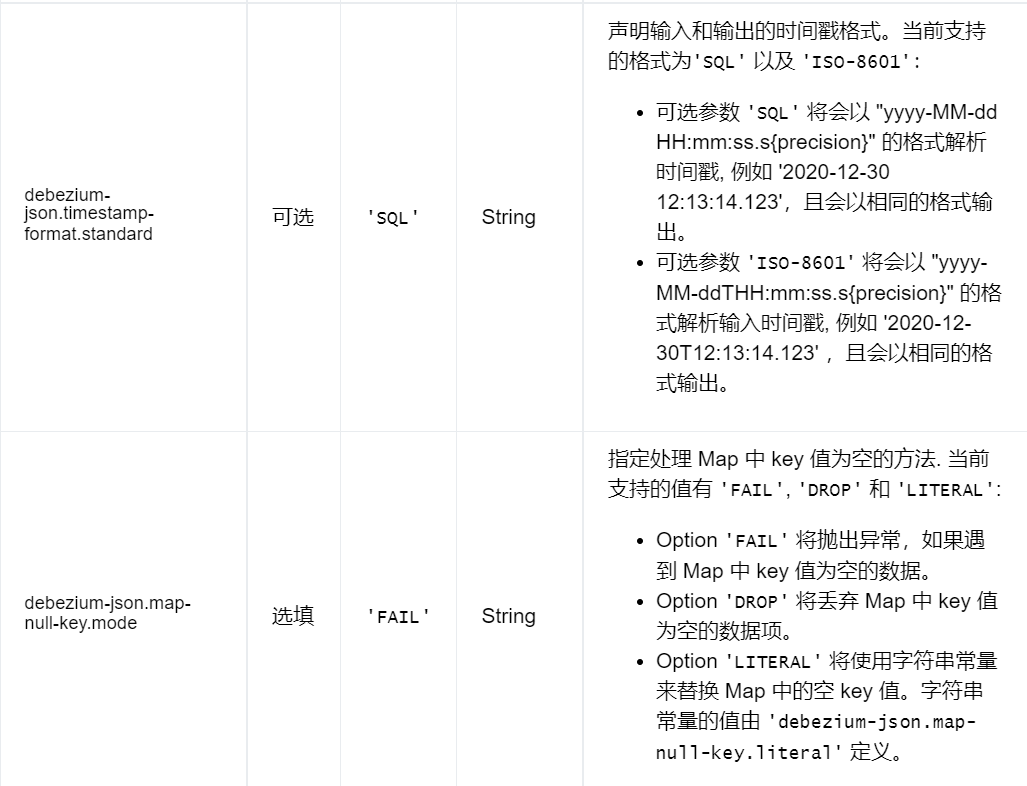 debezium-
json.timestamp-
format.standard
可选
'SQL'
String
声明输入和输出的时间戳格式。当前支持
的格式为'SQL' 以及 'ISO-8601'：
• 可选参数 'SQL' 将会以 "yyyy-MM-dd
HH:mm:ss.s{precision}" 的格式解析
时间戳, 例如 '2020-12-30
12:13:14.123'，且会以相同的格式输
出。
• 可选参数 'ISO-8601' 将会以 "yyyy-
MM-ddTHH:mm:ss.s{precision}" 的格
式解析输入时间戳, 例如 '2020-12-
30T12:13:14.123' ，且会以相同的格
式输出。
debezium-json.map-
null-key.mode
选填
'FAIL'
String
指定处理 Map 中 key 值为空的方法. 当前
支持的值有 'FAIL', 'DROP' 和 'LITERAL':
• Option 'FAIL' 将抛出异常，如果遇
到 Map 中 key 值为空的数据。
• Option 'DROP' 将丢弃 Map 中 key 值
为空的数据项。
• Option 'LITERAL' 将使用字符串常量
来替换 Map 中的空 key 值。字符串
常量的值由 'debezium-json.map-
null-key.literal' 定义。